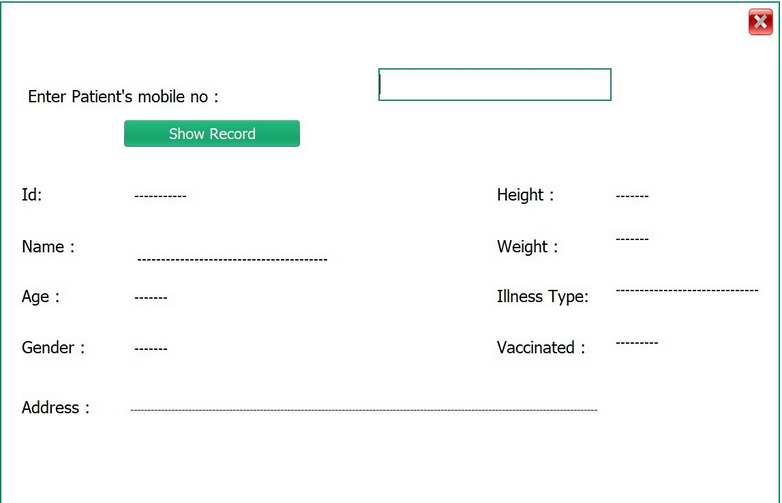 Enter Patient's mobile no :
Show Record
Id: -----------
Height : -------
Name : ----------------------------------------
Weight : -------
Age : -------
Illness Type: ------------------------------
Gender : -------
Vaccinated : ---------
Address : --------------------------------------------------------------------------------------------------------------------